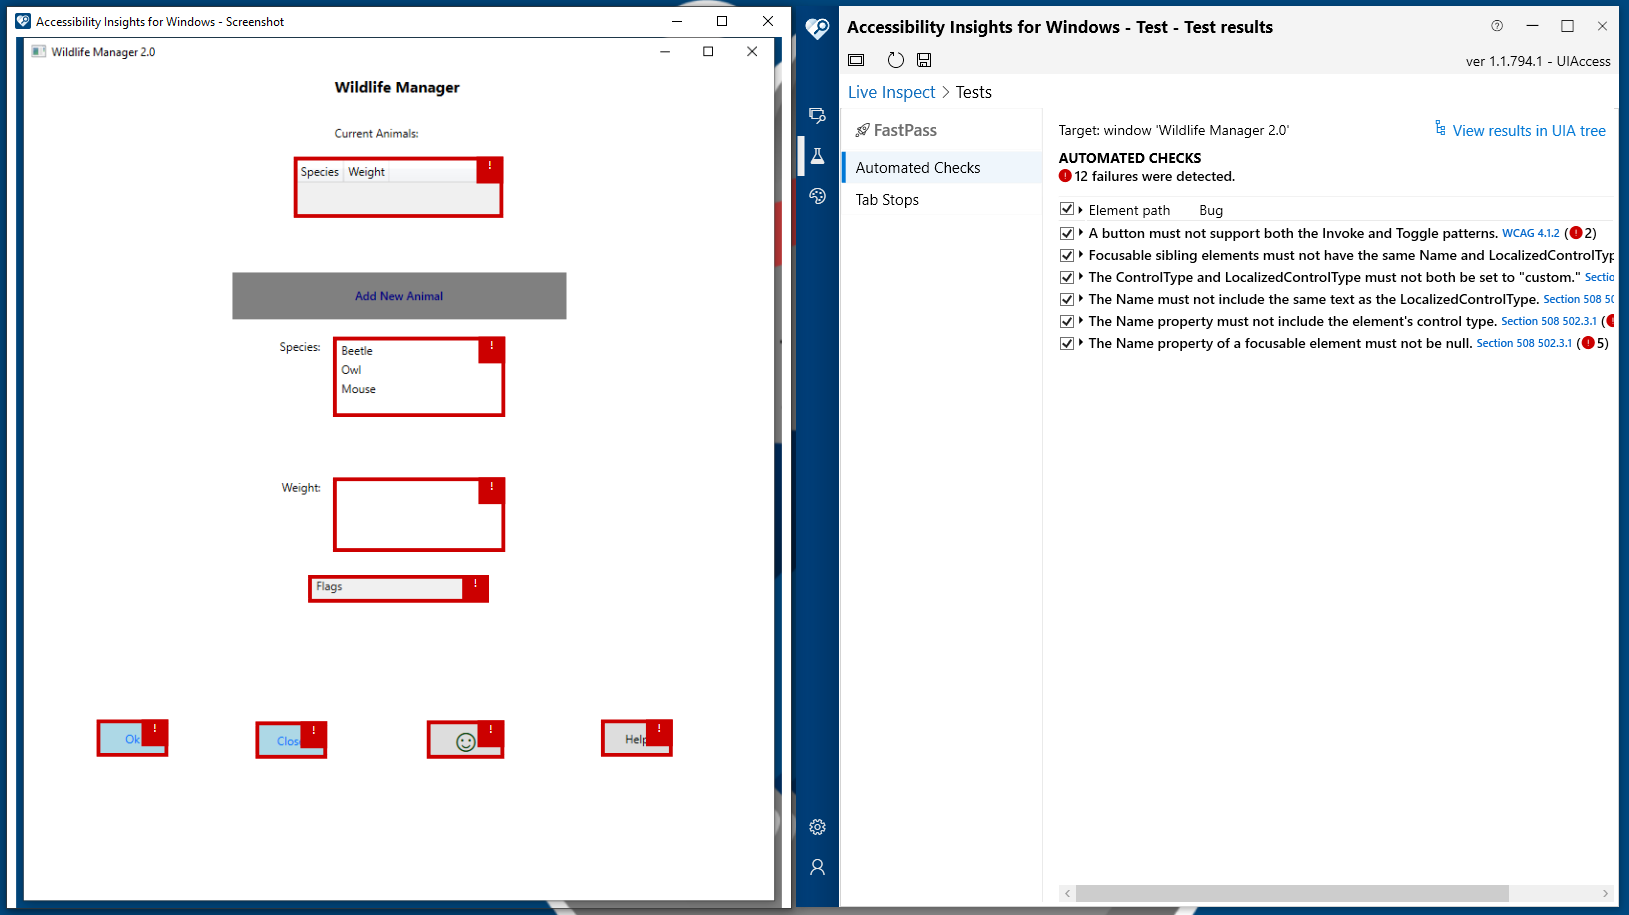 Accessibility Insights for Windows - Screenshot
Wildlife Manager 2.0
Wildlife Manager
Current Animals:
Species Weight !
Add New Animal
Species:
Beetle !
Owl
Mouse
Weight: !
Flags !
Ok !
Clos !
!
Help !
Accessibility Insights for Windows - Test - Test results
ver 1.1.794.1 - UIAccess
Live Inspect > Tests
FastPass
Automated Checks
Tab Stops
Target: window 'Wildlife Manager 2.0'
View results in UIA tree
AUTOMATED CHECKS
! 12 failures were detected.
Element path Bug
A button must not support both the Invoke and Toggle patterns. WCAG 4.1.2 (! 2)
Focusable sibling elements must not have the same Name and LocalizedControlTyp
The ControlType and LocalizedControlType must not both be set to "custom." Sectio
The Name must not include the same text as the LocalizedControlType. Section 508 50
The Name property must not include the element's control type. Section 508 502.3.1 (!
The Name property of a focusable element must not be null. Section 508 502.3.1 (! 5)